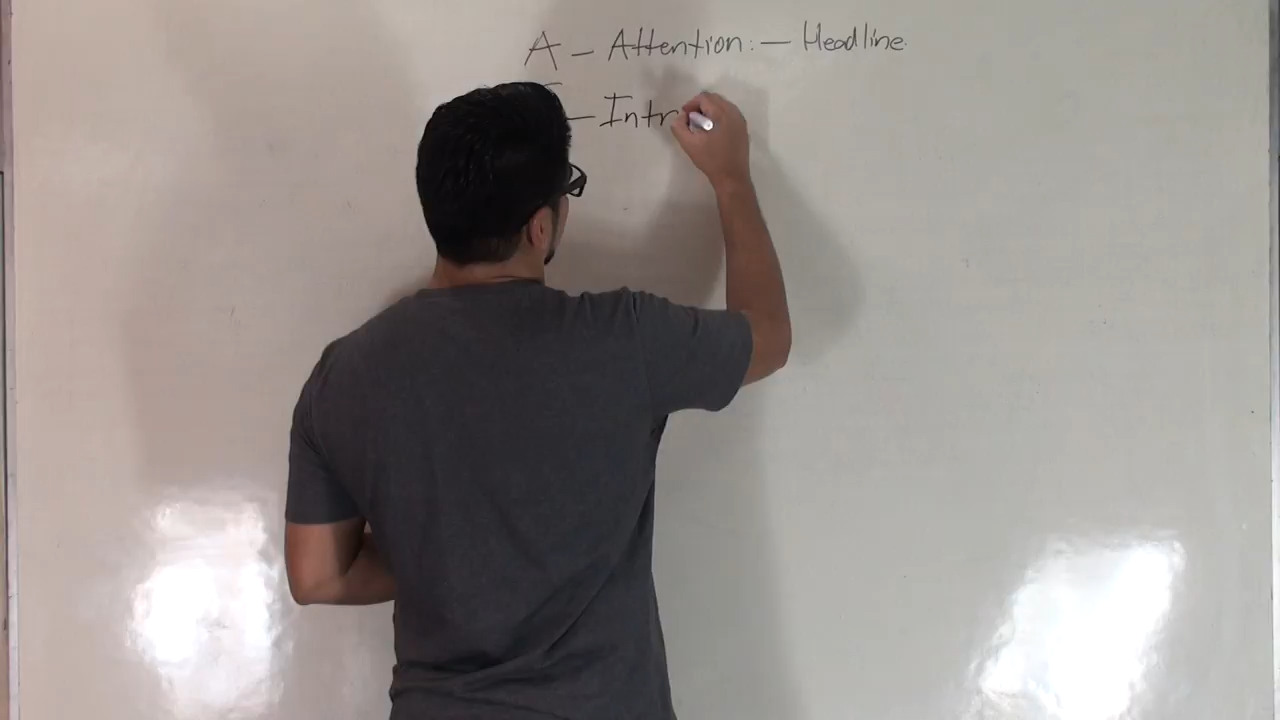 A – Attention: – Headline.
– Intr